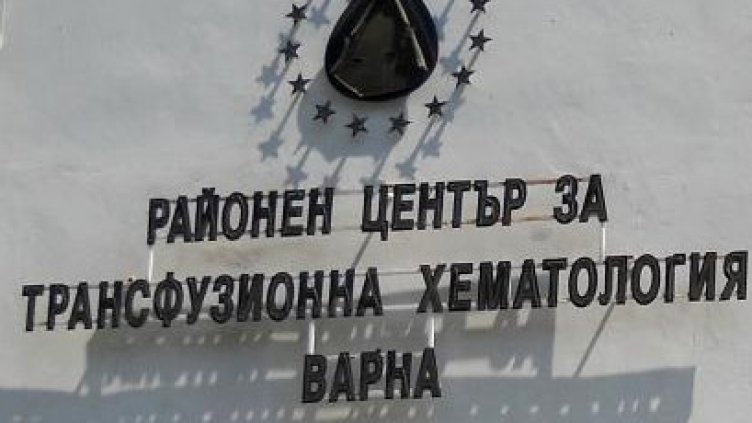 РАЙОНЕН ЦЕНТЪР ЗА
ТРАНСФУЗИОННА ХЕМАТОЛОГИЯ
ВАРНА